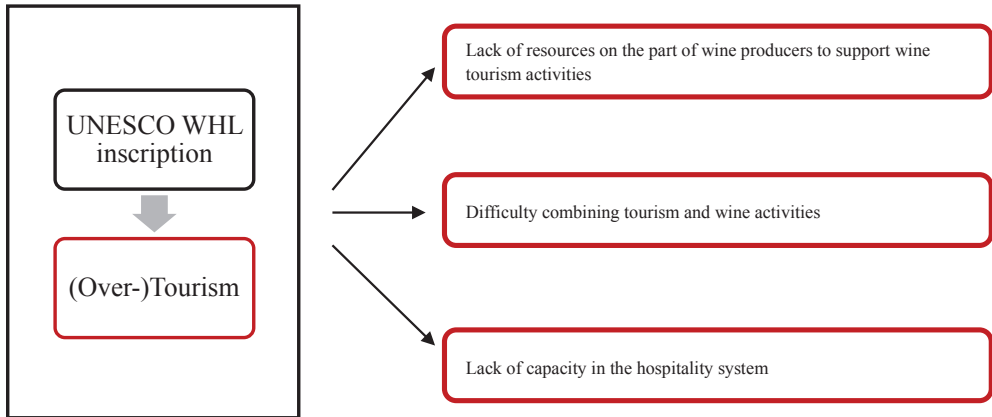 UNESCO WHL
inscription
(Over-)Tourism
Lack of resources on the part of wine producers to support wine
tourism activities
Difficulty combining tourism and wine activities
Lack of capacity in the hospitality system